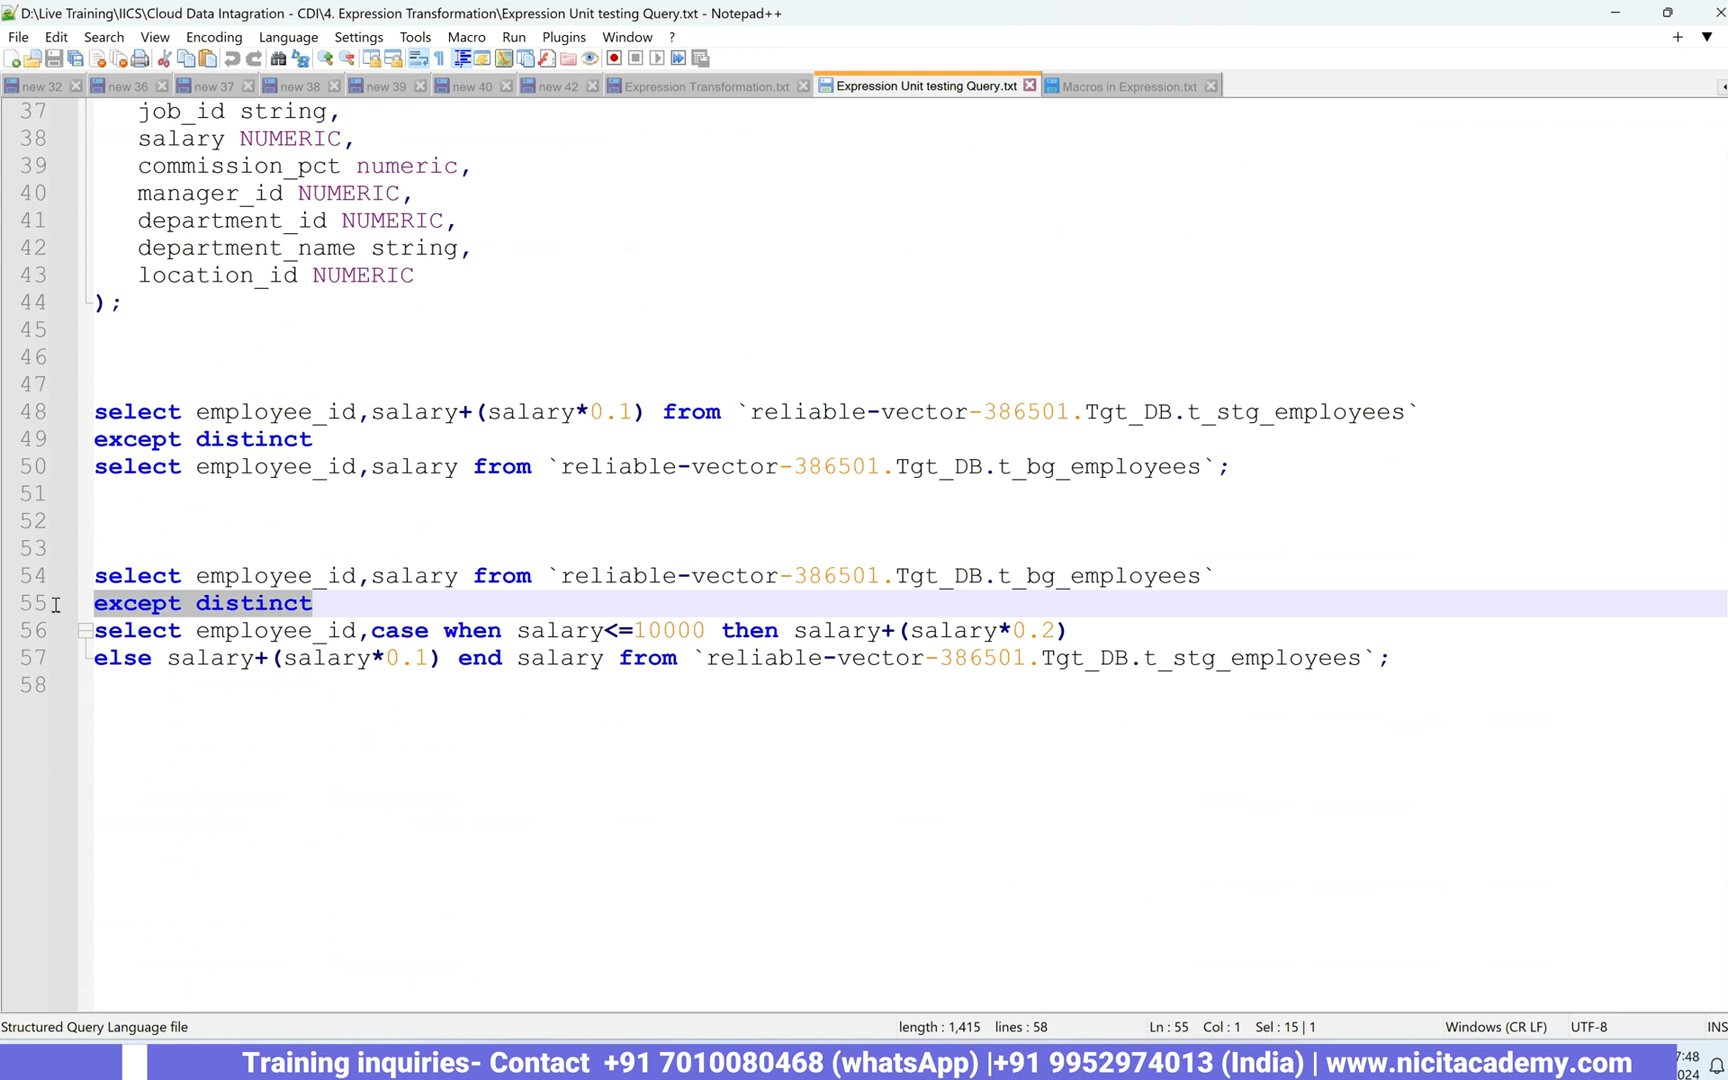 D:\Live Training\IICS\Cloud Data Intagration - CDI\4. Expression Transformation\Expression Unit testing Query.txt - Notepad++
File Edit Search View Encoding Language Settings Tools Macro Run Plugins Window ?
new 32 new 36 new 37 new 38 new 39 new 40 new 42 Expression Transformation.txt Expression Unit testing Query.txt Macros in Expression.txt
37 job_id string,
38 salary NUMERIC,
39 commission_pct numeric,
40 manager_id NUMERIC,
41 department_id NUMERIC,
42 department_name string,
43 location_id NUMERIC
44 );
45
46
47
48 select employee_id,salary+(salary*0.1) from `reliable-vector-386501.Tgt_DB.t_stg_employees`
49 except distinct
50 select employee_id,salary from `reliable-vector-386501.Tgt_DB.t_bg_employees`;
51
52
53
54 select employee_id,salary from `reliable-vector-386501.Tgt_DB.t_bg_employees`
55 except distinct
56 select employee_id,case when salary<=10000 then salary+(salary*0.2)
57 else salary+(salary*0.1) end salary from `reliable-vector-386501.Tgt_DB.t_stg_employees`;
58
Structured Query Language file length : 1,415 lines : 58 Ln : 55 Col : 1 Sel : 15 | 1 Windows (CR LF) UTF-8 INS
Training inquiries- Contact +91 7010080468 (whatsApp) |+91 9952974013 (India) | www.nicitacademy.com
7:48
024